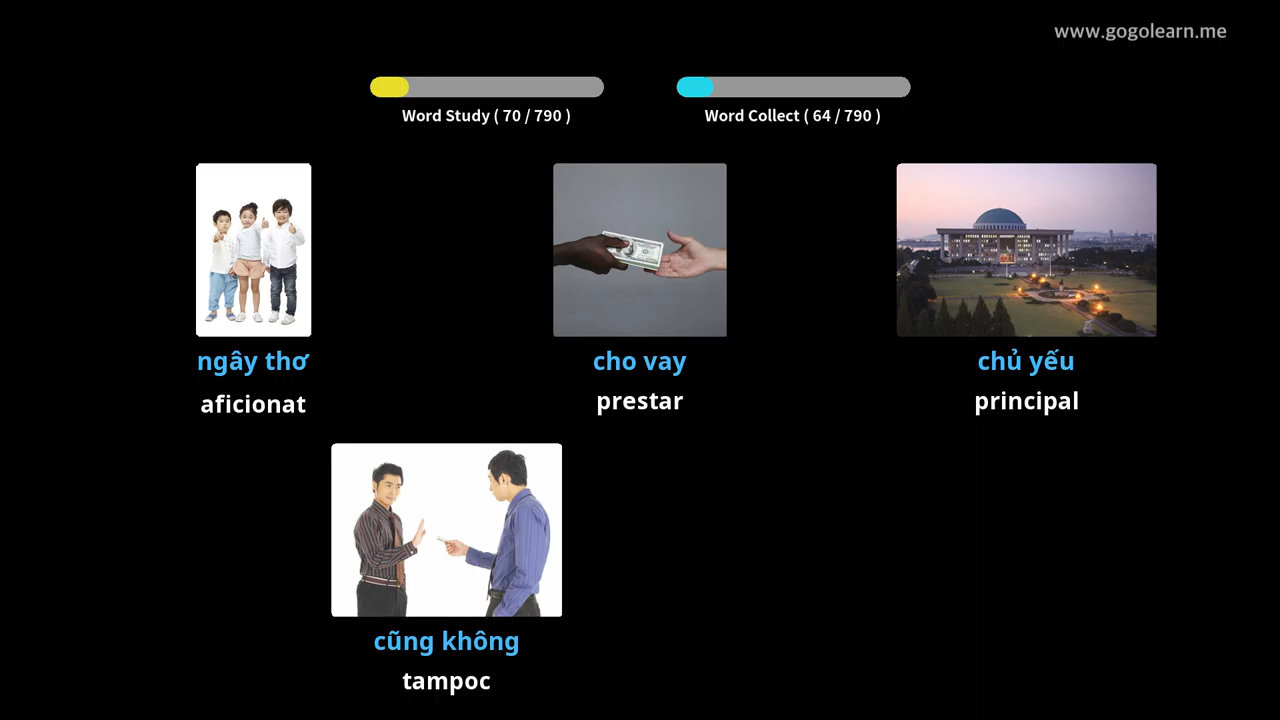 www.gogolearn.me
Word Study ( 70 / 790 )
Word Collect ( 64 / 790 )
ngây thơ
aficionat
cho vay
prestar
chủ yếu
principal
cũng không
tampoc